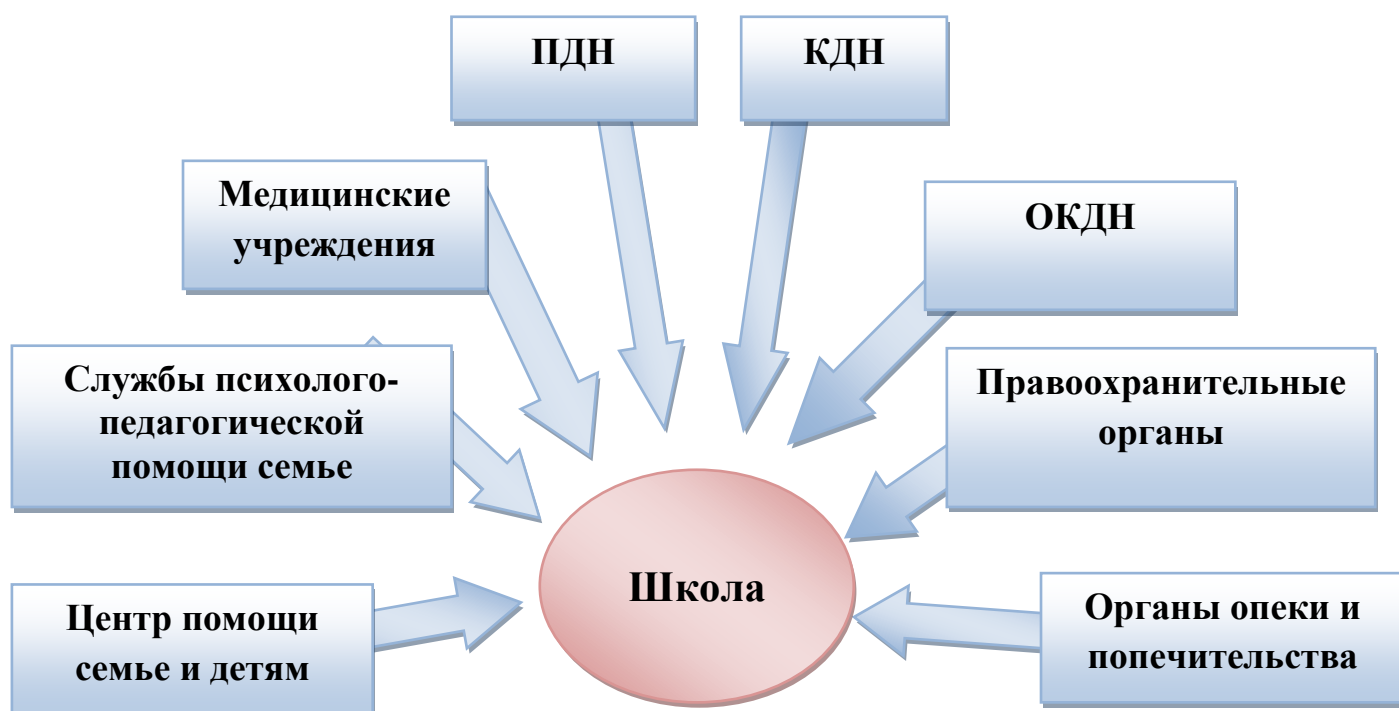 ПДН
КДН
Медицинские
учреждения
ОКДН
Службы психолого-
педагогической
помощи семье
Правоохранительные
органы
Школа
Центр помощи
семье и детям
Органы опеки и
попечительства